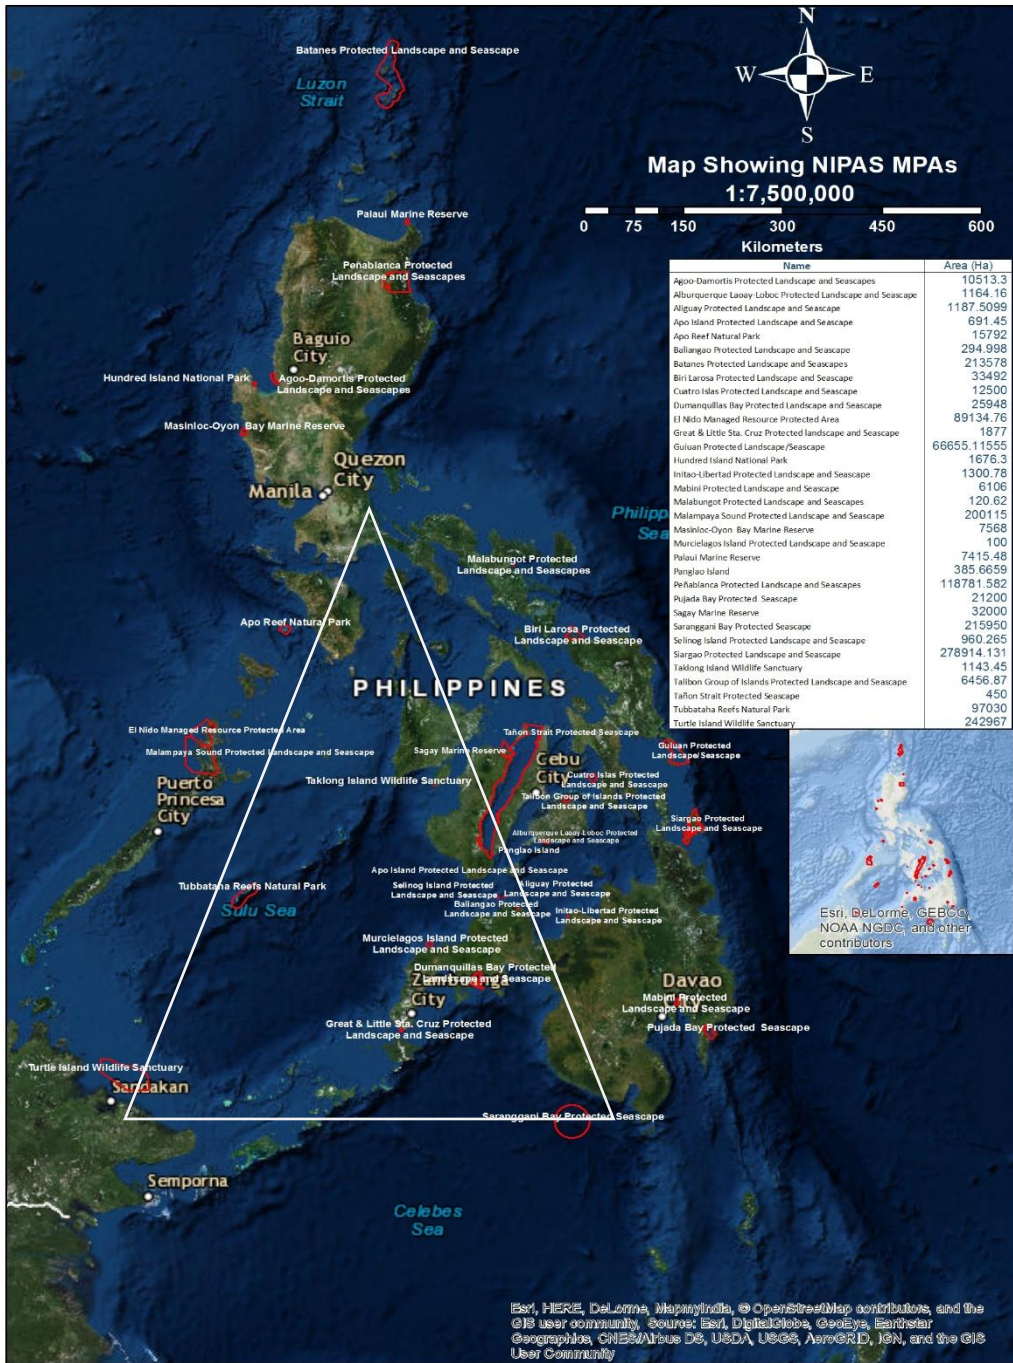 Batanes Protected Landscape and Seascape
Luzon
Strait
N
W
E
S
Map Showing NIPAS MPAs
1:7,500,000
0 75 150 300 450 600
Kilometers
Palaui Marine Reserve
Peñablanca Protected
Landscape and Seascapes
Baguio
City
Hundred Island National Park
Agoo-Damortis Protected
Landscape and Seascapes
Masinloc-Oyon Bay Marine Reserve
Quezon
City
Manila
Philipp
Sea
Malabungot Protected
Landscape and Seascapes
Apo Reef Natural Park
Biri Larosa Protected
Landscape and Seascape
PHILIPPINES
El Nido Managed Resource Protected Area
Malampaya Sound Protected Landscape and Seascape
Puerto
Princesa
City
Tañon Strait Protected Seascape
Sagay Marine Reserve
Cebu
City
Guiuan Protected
Landscape/Seascape
Taklong Island Wildlife Sanctuary
Cuatro Islas Protected
Landscape and Seascape
Talibon Group of Islands Protected
Landscape and Seascape
Siargao Protected
Landscape and Seascape
Alburquerque Laoay-Loboc Protected
Landscape and Seascape
Panglao Island
Apo Island Protected Landscape and Seascape
Tubbataha Reefs Natural Park
Sulu Sea
Selinog Island Protected
Landscape and Seascape
Aliguay Protected
Landscape and Seascape
Baliangao Protected
Landscape and Seascape
Initao-Libertad Protected
Landscape and Seascape
Murcielagos Island Protected
Landscape and Seascape
Dumanquillas Bay Protected
Landscape and Seascape
Zamboanga
City
Davao
City
Mabini Protected
Landscape and Seascape
Pujada Bay Protected Seascape
Great & Little Sta. Cruz Protected
Landscape and Seascape
Turtle Island Wildlife Sanctuary
Sandakan
Saranggani Bay Protected Seascape
Semporna
Celebes
Sea
Name Area (Ha)
Agoo-Damortis Protected Landscape and Seascapes 10513.3
Alburquerque Laoay-Loboc Protected Landscape and Seascape 1164.16
Aliguay Protected Landscape and Seascape 1187.5099
Apo Island Protected Landscape and Seascape 691.45
Apo Reef Natural Park 15792
Baliangao Protected Landscape and Seascape 294.998
Batanes Protected Landscape and Seascapes 213578
Biri Larosa Protected Landscape and Seascape 33492
Cuatro Islas Protected Landscape and Seascape 12500
Dumanquillas Bay Protected Landscape and Seascape 25948
El Nido Managed Resource Protected Area 89134.76
Great & Little Sta. Cruz Protected landscape and Seascape 1877
Guiuan Protected Landscape/Seascape 66655.11555
Hundred Island National Park 1676.3
Initao-Libertad Protected Landscape and Seascape 1300.78
Mabini Protected Landscape and Seascape 6106
Malabungot Protected Landscape and Seascapes 120.62
Malampaya Sound Protected Landscape and Seascape 200115
Masinloc-Oyon Bay Marine Reserve 7568
Murcielagos Island Protected Landscape and Seascape 100
Palaui Marine Reserve 7415.48
Panglao Island 385.6659
Peñablanca Protected Landscape and Seascapes 118781.582
Pujada Bay Protected Seascape 21200
Sagay Marine Reserve 32000
Saranggani Bay Protected Seascape 215950
Selinog Island Protected Landscape and Seascape 960.265
Siargao Protected Landscape and Seascape 278914.131
Taklong Island Wildlife Sanctuary 1143.45
Talibon Group of Islands Protected Landscape and Seascape 6456.87
Tañon Strait Protected Seascape 450
Tubbataha Reefs Natural Park 97030
Turtle Island Wildlife Sanctuary 242967
Esri, DeLorme, GEBCO,
NOAA NGDC, and other
contributors
Esri, HERE, DeLorme, MapmyIndia, © OpenStreetMap contributors, and the
GIS user community, Source: Esri, DigitalGlobe, GeoEye, Earthstar
Geographics, CNES/Airbus DS, USDA, USGS, AeroGRID, IGN, and the GIS
User Community